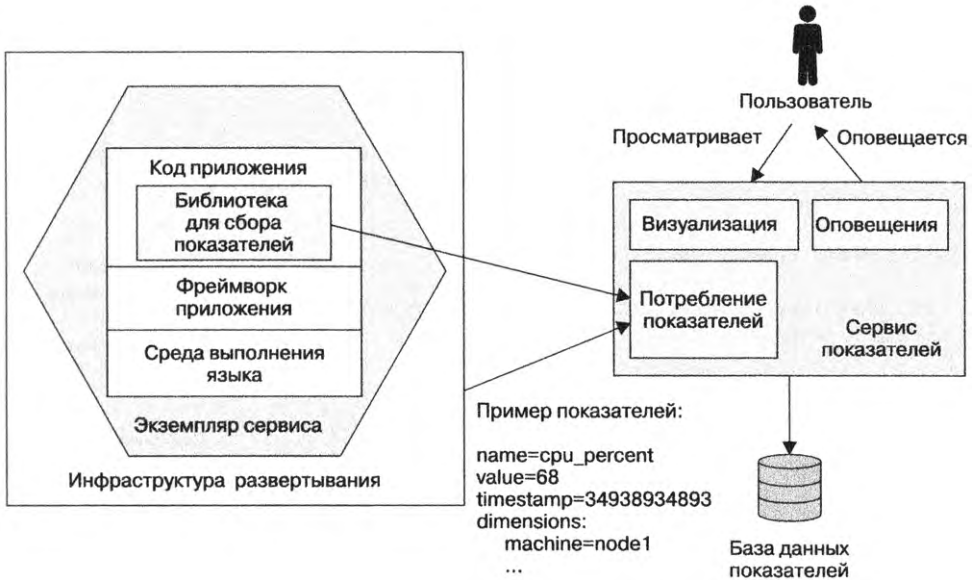 Код приложения
Библиотека
для сбора
показателей
Фреймворк
приложения
Среда выполнения
языка
Экземпляр сервиса
Инфраструктура развертывания
Пользователь
Просматривает
Оповещается
Визуализация
Оповещения
Потребление
показателей
Сервис
показателей
Пример показателей:
name=cpu_percent
value=68
timestamp=34938934893
dimensions:
machine=node1
...
База данных
показателей